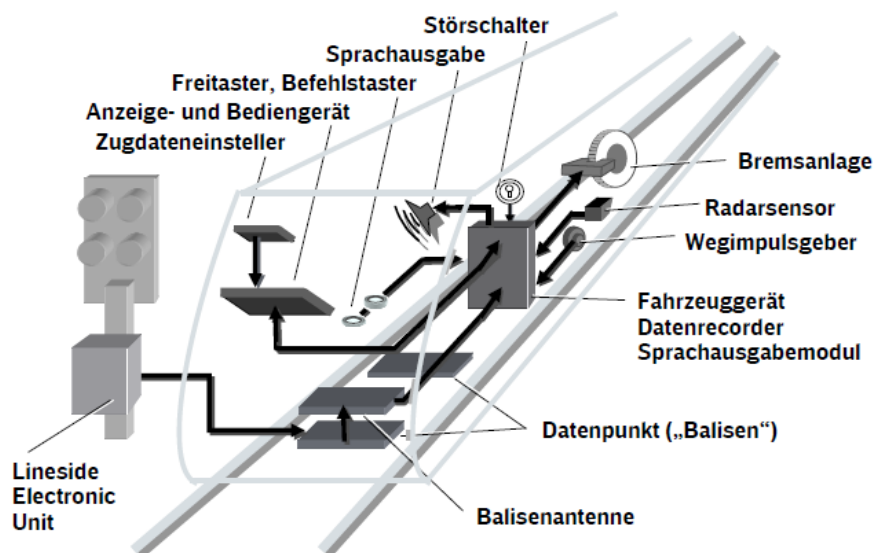 Störschalter
Sprachausgabe
Freitaster, Befehlstaster
Anzeige- und Bediengerät
Zugdateneinsteller
Bremsanlage
Radarsensor
Wegimpulsgeber
Fahrzeuggerät
Datenrecorder
Sprachausgabemodul
Datenpunkt („Balisen“)
Lineside
Electronic
Unit
Balisenantenne